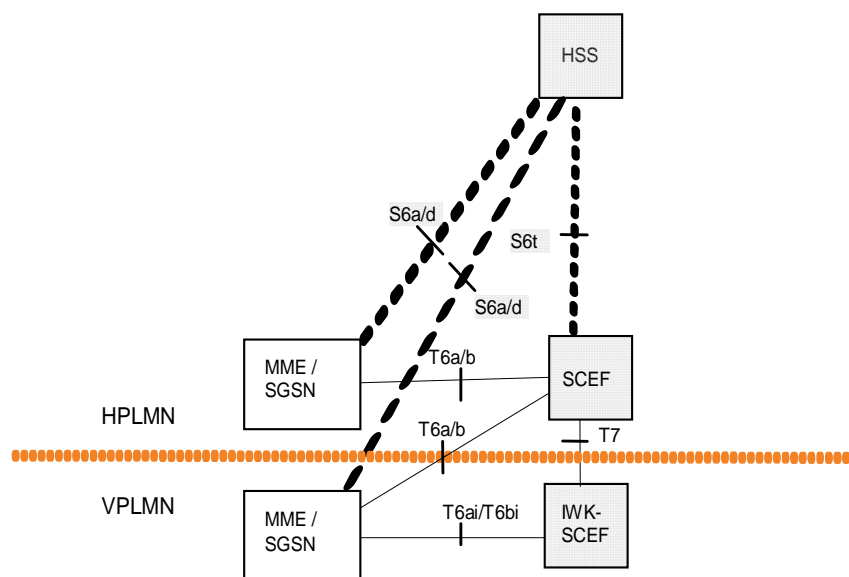 HSS
S6a/d
S6t
S6a/d
MME /
SGSN
T6a/b
SCEF
HPLMN
T6a/b
T7
VPLMN
MME /
SGSN
T6ai/T6bi
IWK-
SCEF